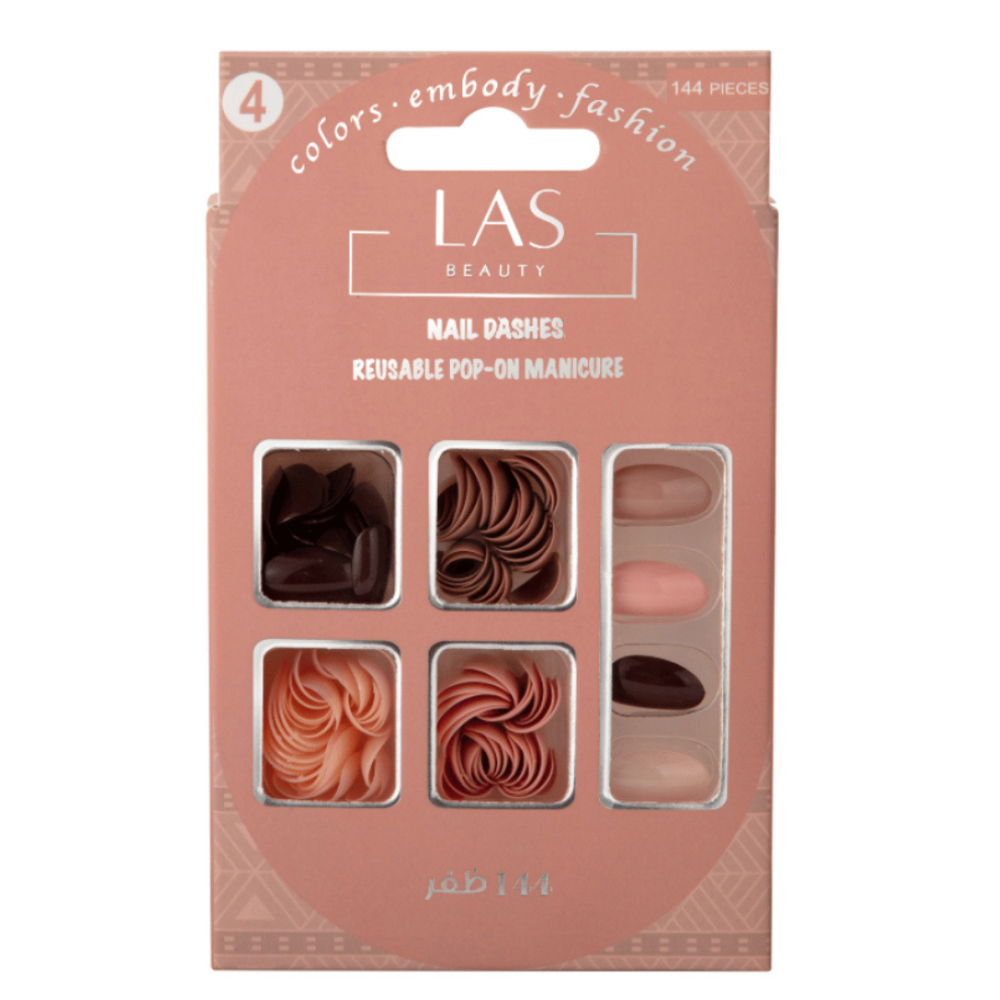 4
colors · embody · fashion
144 PIECES
LAS
BEAUTY
NAIL DASHES
REUSABLE POP-ON MANICURE
144 ظفر